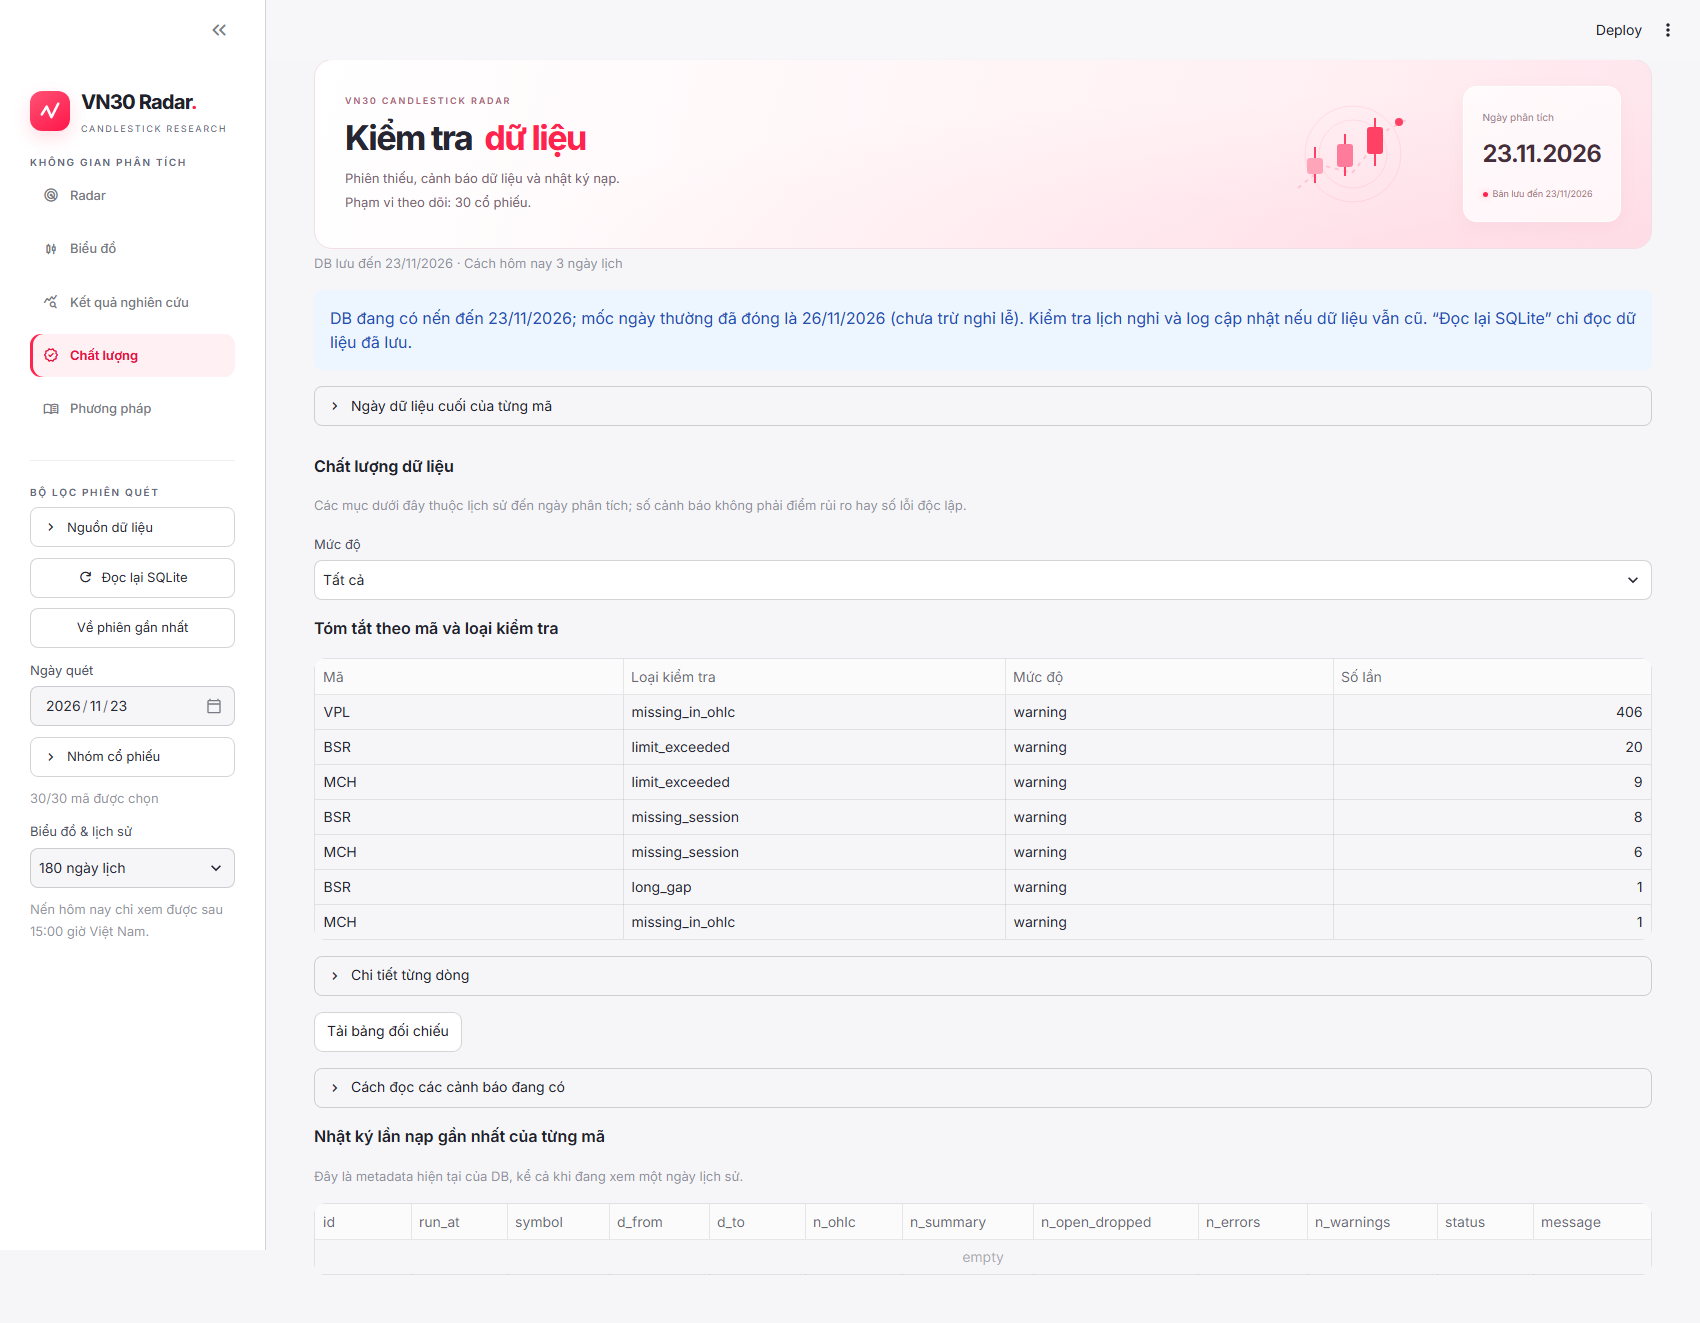 Deploy
VN30 Radar.
CANDLESTICK RESEARCH
KHÔNG GIAN PHÂN TÍCH
Radar
Biểu đồ
Kết quả nghiên cứu
Chất lượng
Phương pháp
BỘ LỌC PHIÊN QUÉT
Nguồn dữ liệu
Đọc lại SQLite
Về phiên gần nhất
Ngày quét
2026/11/23
Nhóm cổ phiếu
30/30 mã được chọn
Biểu đồ & lịch sử
180 ngày lịch
Nến hôm nay chỉ xem được sau
15:00 giờ Việt Nam.
VN30 CANDLESTICK RADAR
Kiểm tra dữ liệu
Phiên thiếu, cảnh báo dữ liệu và nhật ký nạp.
Phạm vi theo dõi: 30 cổ phiếu.
Ngày phân tích
23.11.2026
Bản lưu đến 23/11/2026
DB lưu đến 23/11/2026 · Cách hôm nay 3 ngày lịch
DB đang có nến đến 23/11/2026; mốc ngày thường đã đóng là 26/11/2026 (chưa trừ nghỉ lễ). Kiểm tra lịch nghỉ và log cập nhật nếu dữ liệu vẫn cũ. “Đọc lại SQLite” chỉ đọc dữ
liệu đã lưu.
Ngày dữ liệu cuối của từng mã
Chất lượng dữ liệu
Các mục dưới đây thuộc lịch sử đến ngày phân tích; số cảnh báo không phải điểm rủi ro hay số lỗi độc lập.
Mức độ
Tất cả
Tóm tắt theo mã và loại kiểm tra
Mã Loại kiểm tra Mức độ Số lần
VPL missing_in_ohlc warning 406
BSR limit_exceeded warning 20
MCH limit_exceeded warning 9
BSR missing_session warning 8
MCH missing_session warning 6
BSR long_gap warning 1
MCH missing_in_ohlc warning 1
Chi tiết từng dòng
Tải bảng đối chiếu
Cách đọc các cảnh báo đang có
Nhật ký lần nạp gần nhất của từng mã
Đây là metadata hiện tại của DB, kể cả khi đang xem một ngày lịch sử.
id run_at symbol d_from d_to n_ohlc n_summary n_open_dropped n_errors n_warnings status message
empty